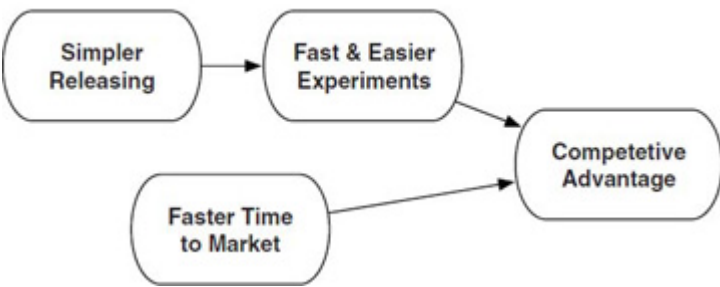 Simpler
Releasing
Fast & Easier
Experiments
Competetive
Advantage
Faster Time
to Market